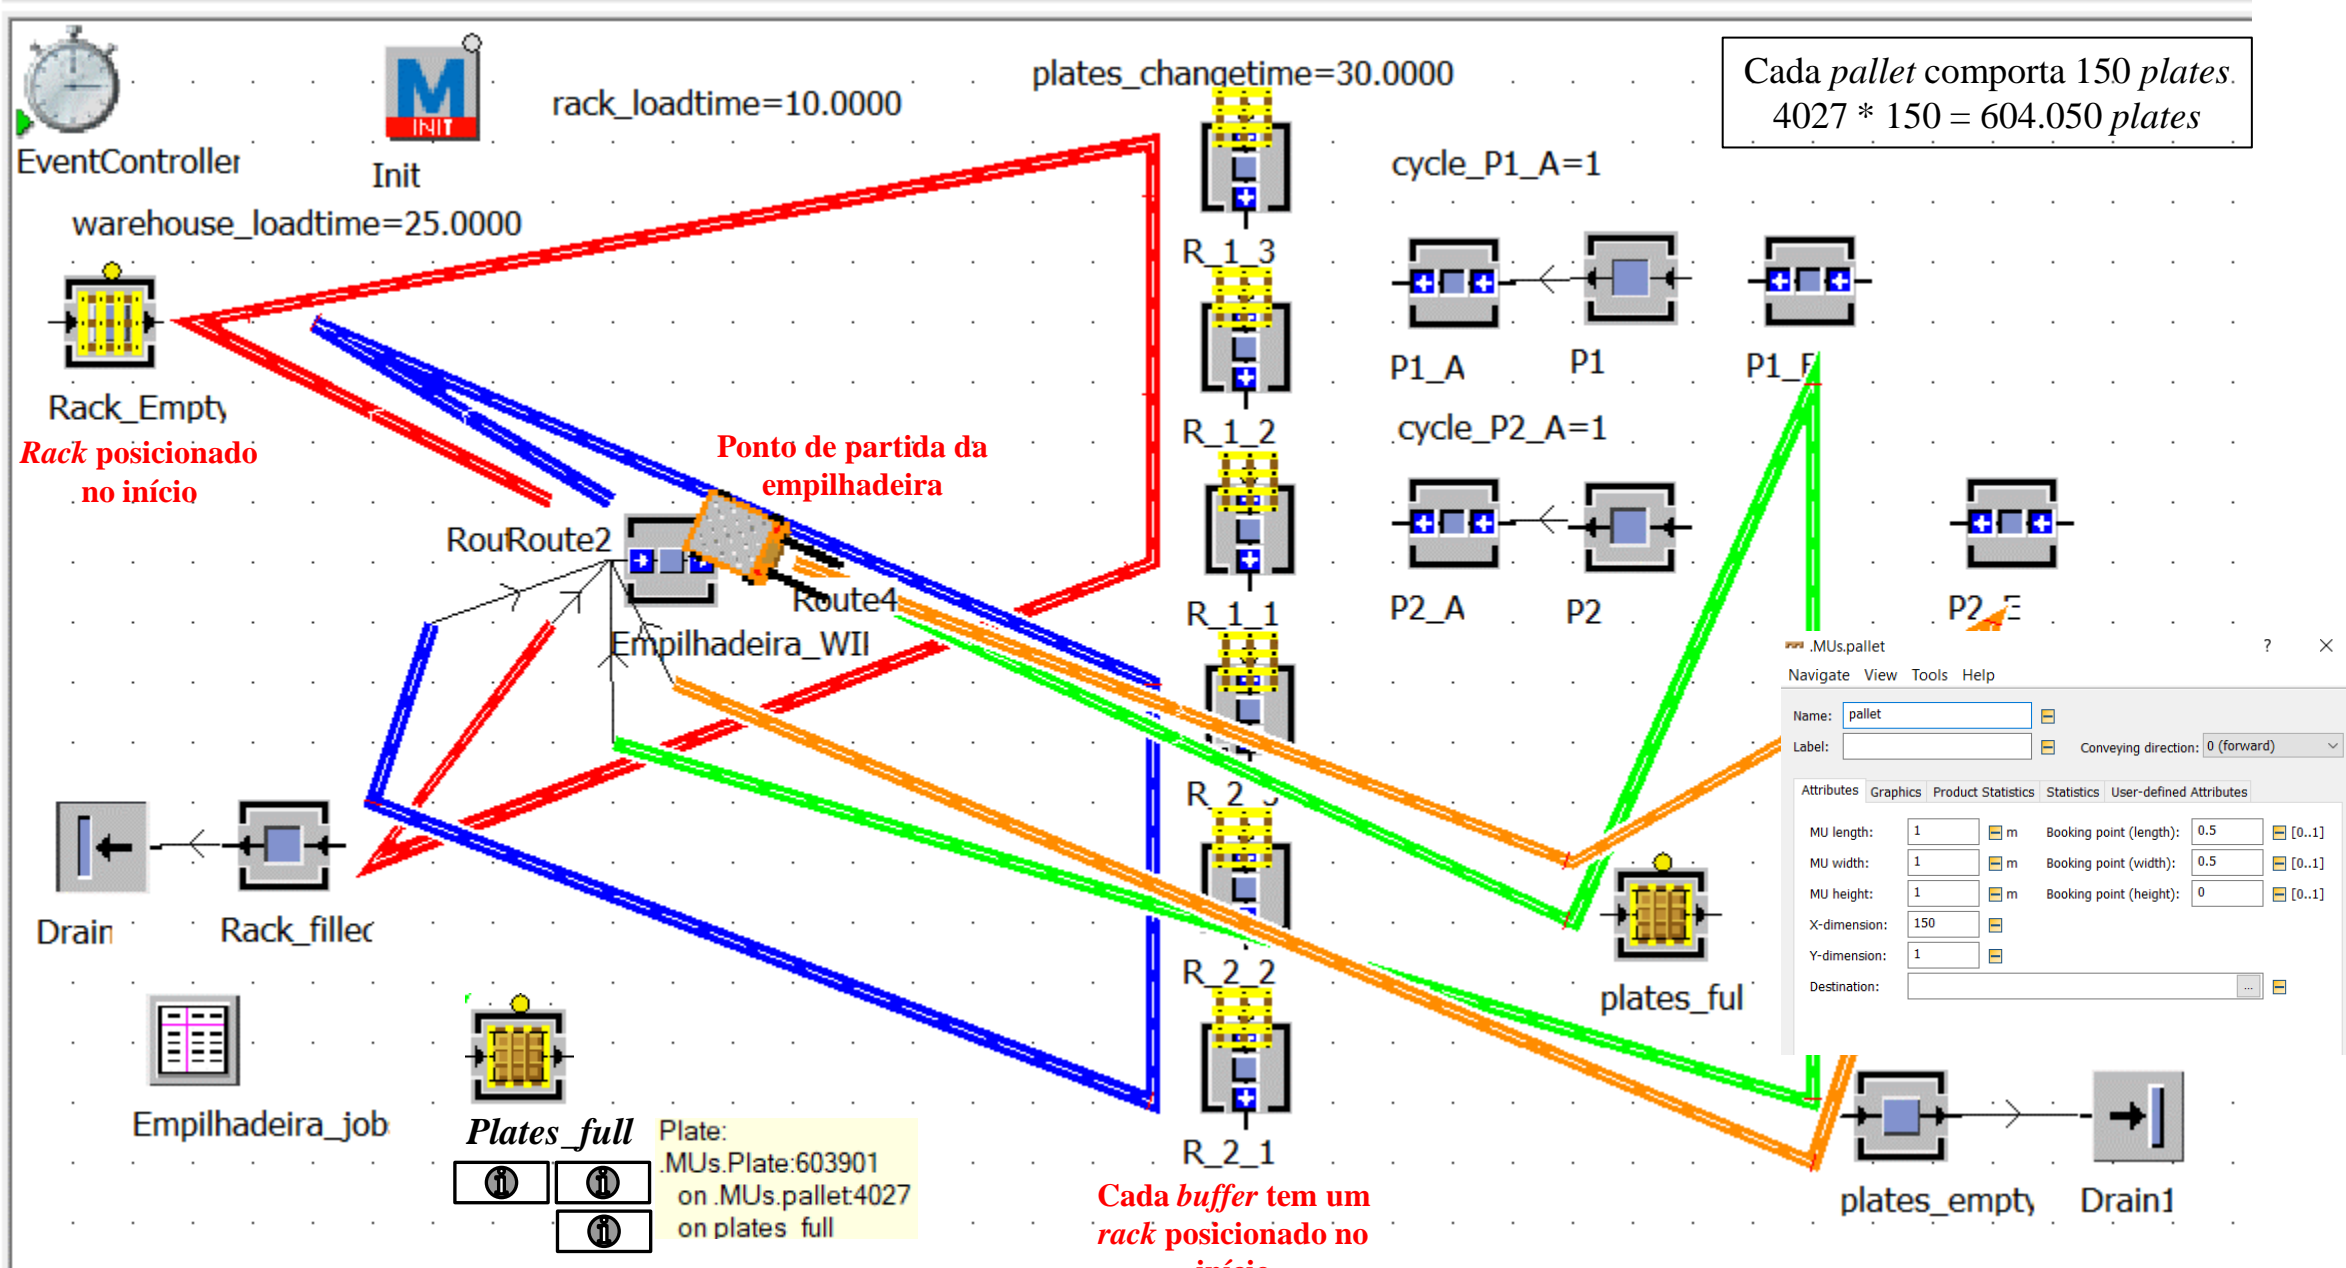 plates_changetime=30.0000
Cada pallet comporta 150 plates.
4027 * 150 = 604.050 plates
rack_loadtime=10.0000
INIT
EventController
Init
cycle_P1_A=1
warehouse_loadtime=25.0000
R_1_3
P1_A
P1
Rack_Empty
Rack posicionado
no início
Ponto de partida da
empilhadeira
R_1_2
cycle_P2_A=1
Route2
Route4
Empilhadeira_WII
R_1_1
P2_A
P2
.MUs.pallet
?
Navigate View Tools Help
Name: pallet
Label:
Conveying direction: 0 (forward)
Attributes Graphics Product Statistics Statistics User-defined Attributes
MU length: 1 m Booking point (length): 0.5 [0..1]
MU width: 1 m Booking point (width): 0.5 [0..1]
MU height: 1 m Booking point (height): 0 [0..1]
X-dimension: 150
Y-dimension: 1
Destination: ...
Drain
Rack_filled
R_2_2
plates_ful
Empilhadeira_job
Plates_full
Plate:
.MUs.Plate:603901
on .MUs.pallet:4027
on plates_full
R_2_1
Cada buffer tem um
rack posicionado no
início
plates_empty
Drain1